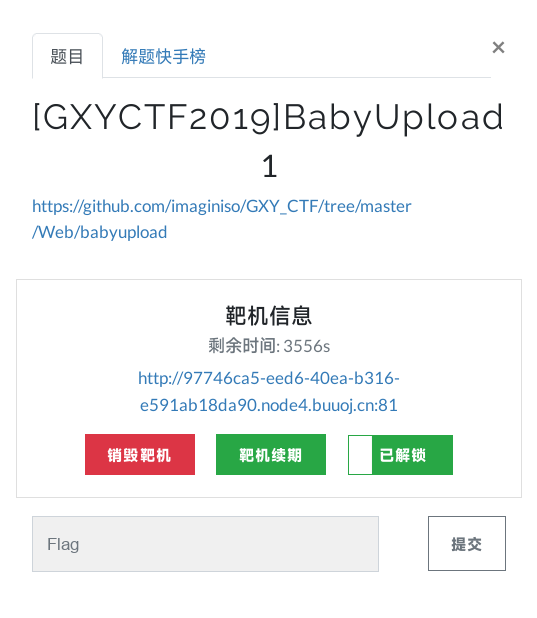 题目 解题快手榜 ×
[GXYCTF2019]BabyUpload
1
https://github.com/imaginiso/GXY_CTF/tree/master
/Web/babyupload
靶机信息
剩余时间: 3556s
http://97746ca5-eed6-40ea-b316-
e591ab18da90.node4.buuoj.cn:81
销毁靶机 靶机续期 已解锁
Flag 提交